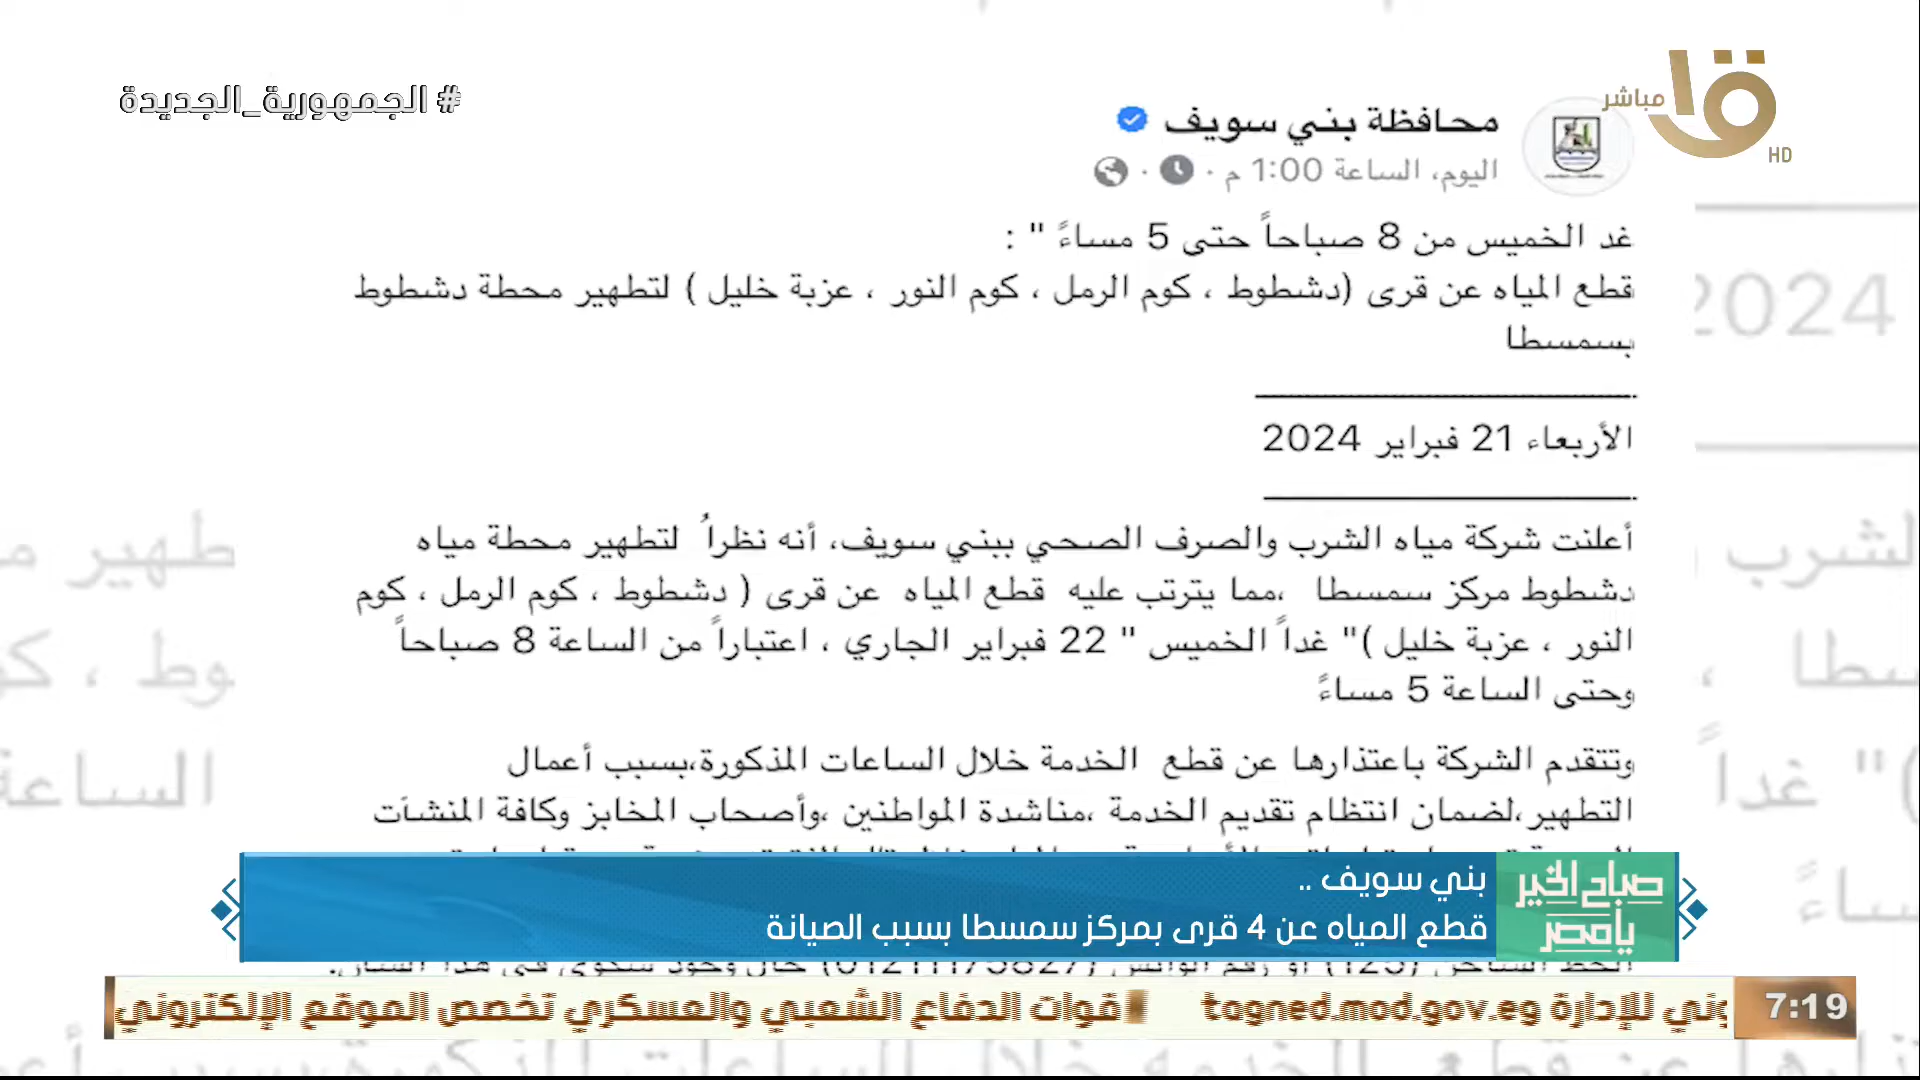 # الجمهورية_الجديدة
مباشر
HD
محافظة بني سويف
اليوم، الساعة 1:00 م
غد الخميس من 8 صباحاً حتى 5 مساءً " :
قطع المياه عن قرى (دشطوط ، كوم الرمل ، كوم النور ، عزبة خليل ) لتطهير محطة دشطوط
بسمسطا
الأربعاء 21 فبراير 2024
أعلنت شركة مياه الشرب والصرف الصحي ببني سويف، أنه نظراُ لتطهير محطة مياه
دشطوط مركز سمسطا ،مما يترتب عليه قطع المياه عن قرى ( دشطوط ، كوم الرمل ، كوم
النور ، عزبة خليل )" غداً الخميس " 22 فبراير الجاري ، اعتباراً من الساعة 8 صباحاً
وحتى الساعة 5 مساءً
وتتقدم الشركة باعتذارها عن قطع الخدمة خلال الساعات المذكورة،بسبب أعمال
التطهير،لضمان انتظام تقديم الخدمة ،مناشدة المواطنين ،وأصحاب المخابز وكافة المنشآت
صباح الخير
يا مصر
بني سويف ..
قطع المياه عن 4 قرى بمركز سمسطا بسبب الصيانة
وني للإدارة tagned.mod.gov.eg قوات الدفاع الشعبي والعسكري تخصص الموقع الإلكتروني
7:19